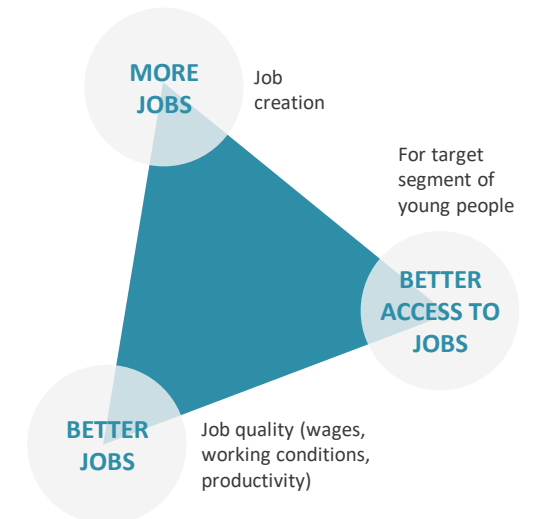 MORE
JOBS
Job
creation
For target
segment of
young people
BETTER
ACCESS TO
JOBS
BETTER
JOBS
Job quality (wages,
working conditions,
productivity)